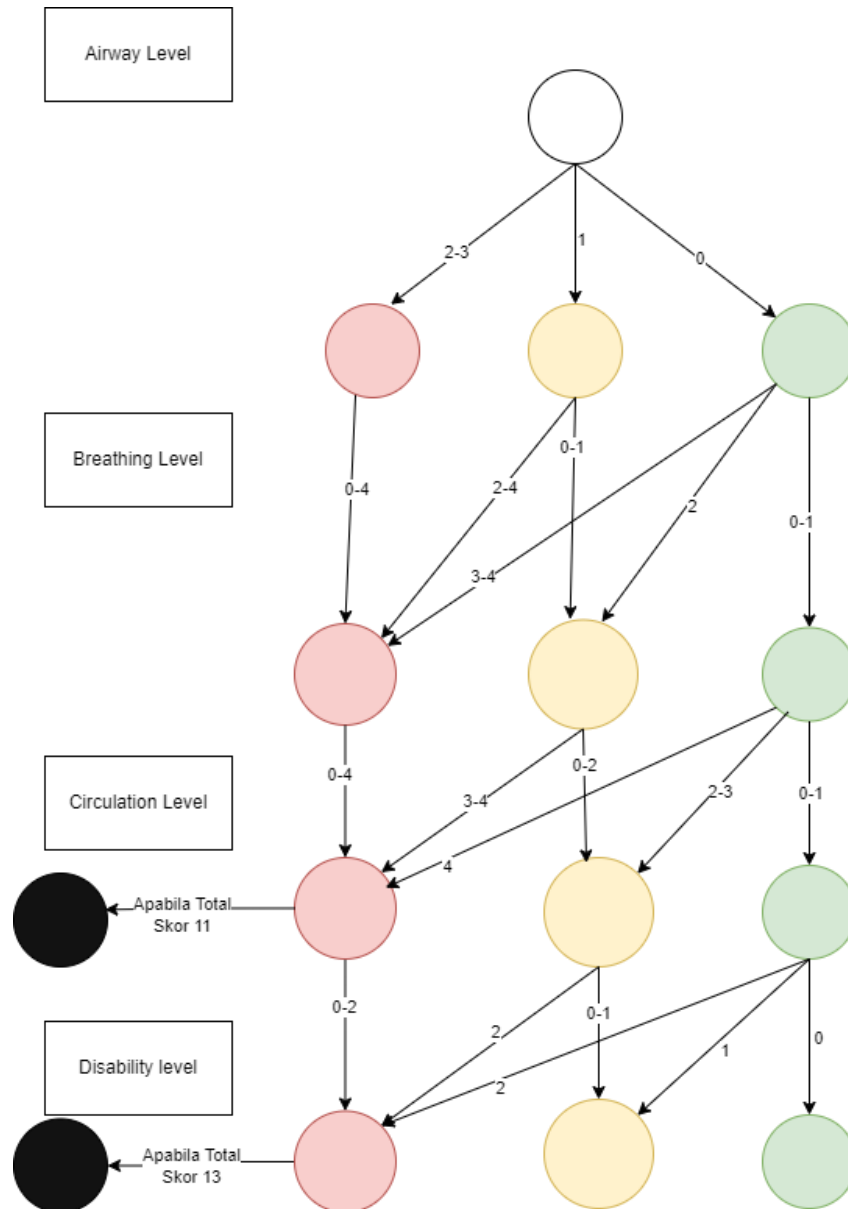 Airway Level
2-3
1
0
Breathing Level
0-1
0-4
2-4
2
0-1
3-4
Circulation Level
0-4
0-2
3-4
2-3
0-1
4
Apabila Total
Skor 11
Disability level
0-2
2
0-1
1
0
2
Apabila Total
Skor 13